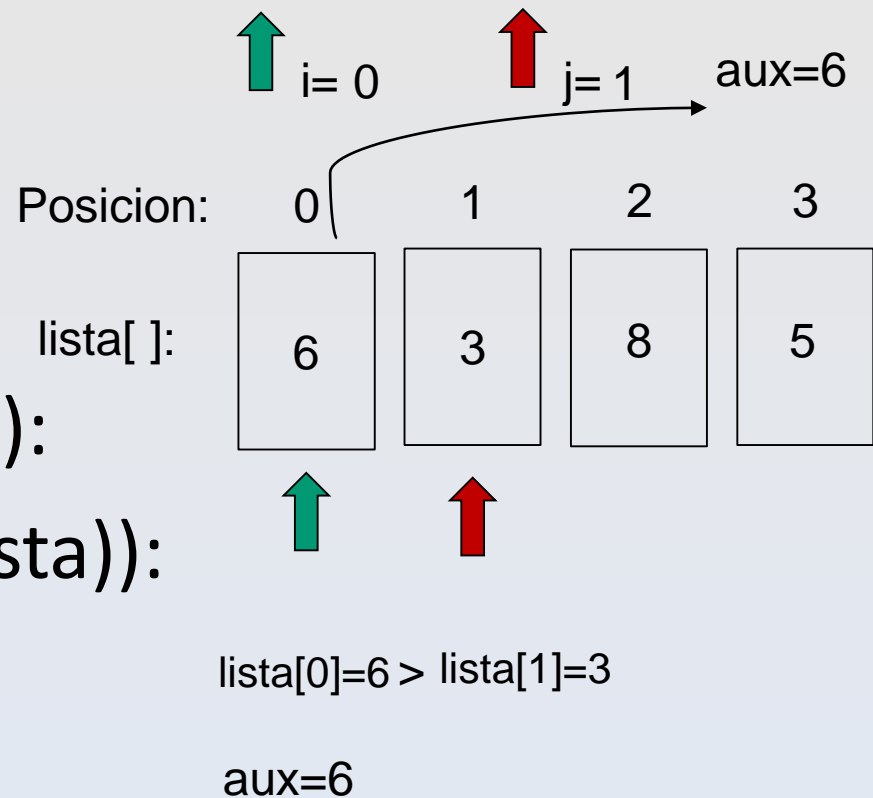 i= 0 j= 1 aux=6
Posicion: 0 1 2 3
lista[ ]: 6 3 8 5
):
sta)):
lista[0]=6 > lista[1]=3
aux=6